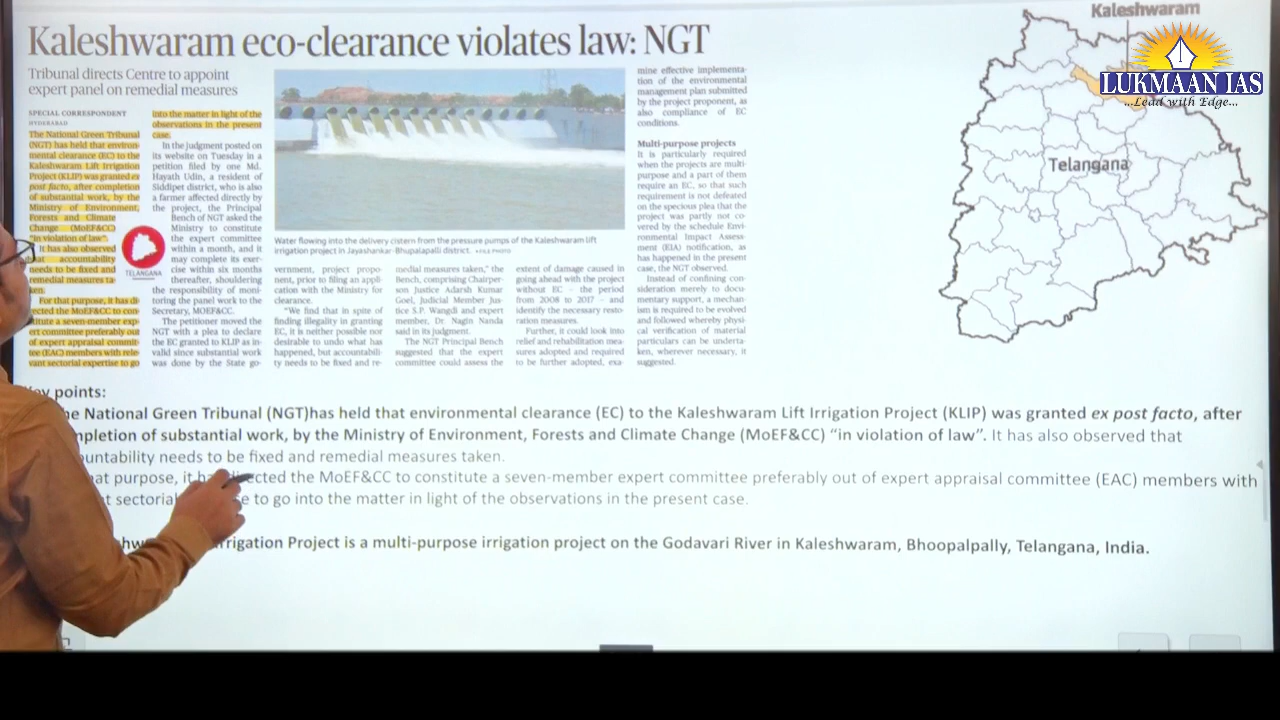 Kaleshwaram eco-clearance violates law: NGT
Tribunal directs Centre to appoint
expert panel on remedial measures
SPECIAL CORRESPONDENT
HYDERABAD
The National Green Tribunal
(NGT) has held that environ-
mental clearance (EC) to the
Kaleshwaram Lift Irrigation
Project (KLIP) was granted ex
post facto, after completion
of substantial work, by the
Ministry of Environment,
Forests and Climate
Change (MoEF&CC)
"in violation of law".
It has also observed
that accountability
needs to be fixed and
remedial measures ta-
ken.
For that purpose, it has di-
rected the MoEF&CC to con-
stitute a seven-member exp-
ert committee preferably out
of expert appraisal commit-
tee (EAC) members with rele-
vant sectorial expertise to go
into the matter in light of the
observations in the present
case.
In the judgment posted on
its website on Tuesday in a
petition filed by one Md.
Hayath Udin, a resident of
Siddipet district, who is also
a farmer affected directly by
the project, the Principal
Bench of NGT asked the
Ministry to constitute
the expert committee
within a month, and it
may complete its exer-
cise within six months
thereafter, shouldering
the responsibility of moni-
toring the panel work to the
Secretary, MOEF&CC.
The petitioner moved the
NGT with a plea to declare
the EC granted to KLIP as in-
valid since substantial work
was done by the State go-
TELANGANA
Water flowing into the delivery cistern from the pressure pumps of the Kaleshwaram lift
irrigation project in Jayashankar Bhupalapalli district. •FILE PHOTO
vernment, project propo-
nent, prior to filing an appli-
cation with the Ministry for
clearance.
"We find that in spite of
finding illegality in granting
EC, it is neither possible nor
desirable to undo what has
happened, but accountabili-
ty needs to be fixed and re-
medial measures taken," the
Bench, comprising Chairper-
son Justice Adarsh Kumar
Goel, Judicial Member Jus-
tice S.P. Wangdi and expert
member, Dr. Nagin Nanda
said in its judgment.
The NGT Principal Bench
suggested that the expert
committee could assess the
extent of damage caused in
going ahead with the project
without EC - the period
from 2008 to 2017 - and
identify the necessary resto-
ration measures.
Further, it could look into
relief and rehabilitation mea-
sures adopted and required
to be further adopted, exa-
mine effective implementa-
tion of the environmental
management plan submitted
by the project proponent, as
also compliance of EC
conditions.
Multi-purpose projects
It is particularly required
when the projects are multi-
purpose and a part of them
require an EC, so that such
requirement is not defeated
on the specious plea that the
project was partly not co-
vered by the schedule Envi-
ronmental Impact Assess-
ment (EIA) notification, as
has happened in the present
case, the NGT observed.
Instead of confining con-
sideration merely to docu-
mentary support, a mechan-
ism is required to be evolved
and followed whereby physi-
cal verification of material
particulars can be underta-
ken, wherever necessary, it
suggested.
Kaleshwaram
LUKMAAN IAS
...Lead with Edge...
Telangana
Key points:
National Green Tribunal (NGT)has held that environmental clearance (EC) to the Kaleshwaram Lift Irrigation Project (KLIP) was granted ex post facto, after
completion of substantial work, by the Ministry of Environment, Forests and Climate Change (MoEF&CC) “in violation of law”. It has also observed that
accountability needs to be fixed and remedial measures taken.
that purpose, it has directed the MoEF&CC to constitute a seven-member expert committee preferably out of expert appraisal committee (EAC) members with
sectorial to go into the matter in light of the observations in the present case.
Irrigation Project is a multi-purpose irrigation project on the Godavari River in Kaleshwaram, Bhoopalpally, Telangana, India.